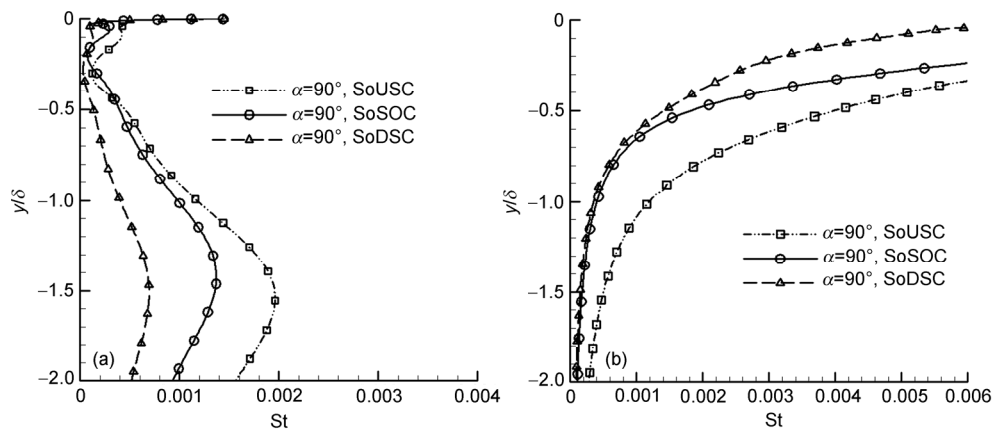 0
−0.5
−1.0
−1.5
−2.0
y/δ
α=90°, SoUSC
α=90°, SoSOC
α=90°, SoDSC
(a)
0
0.001
0.002
0.003
0.004
St
0
−0.5
−1.0
−1.5
−2.0
y/δ
α=90°, SoUSC
α=90°, SoSOC
α=90°, SoDSC
(b)
0
0.001
0.002
0.003
0.004
0.005
0.006
St